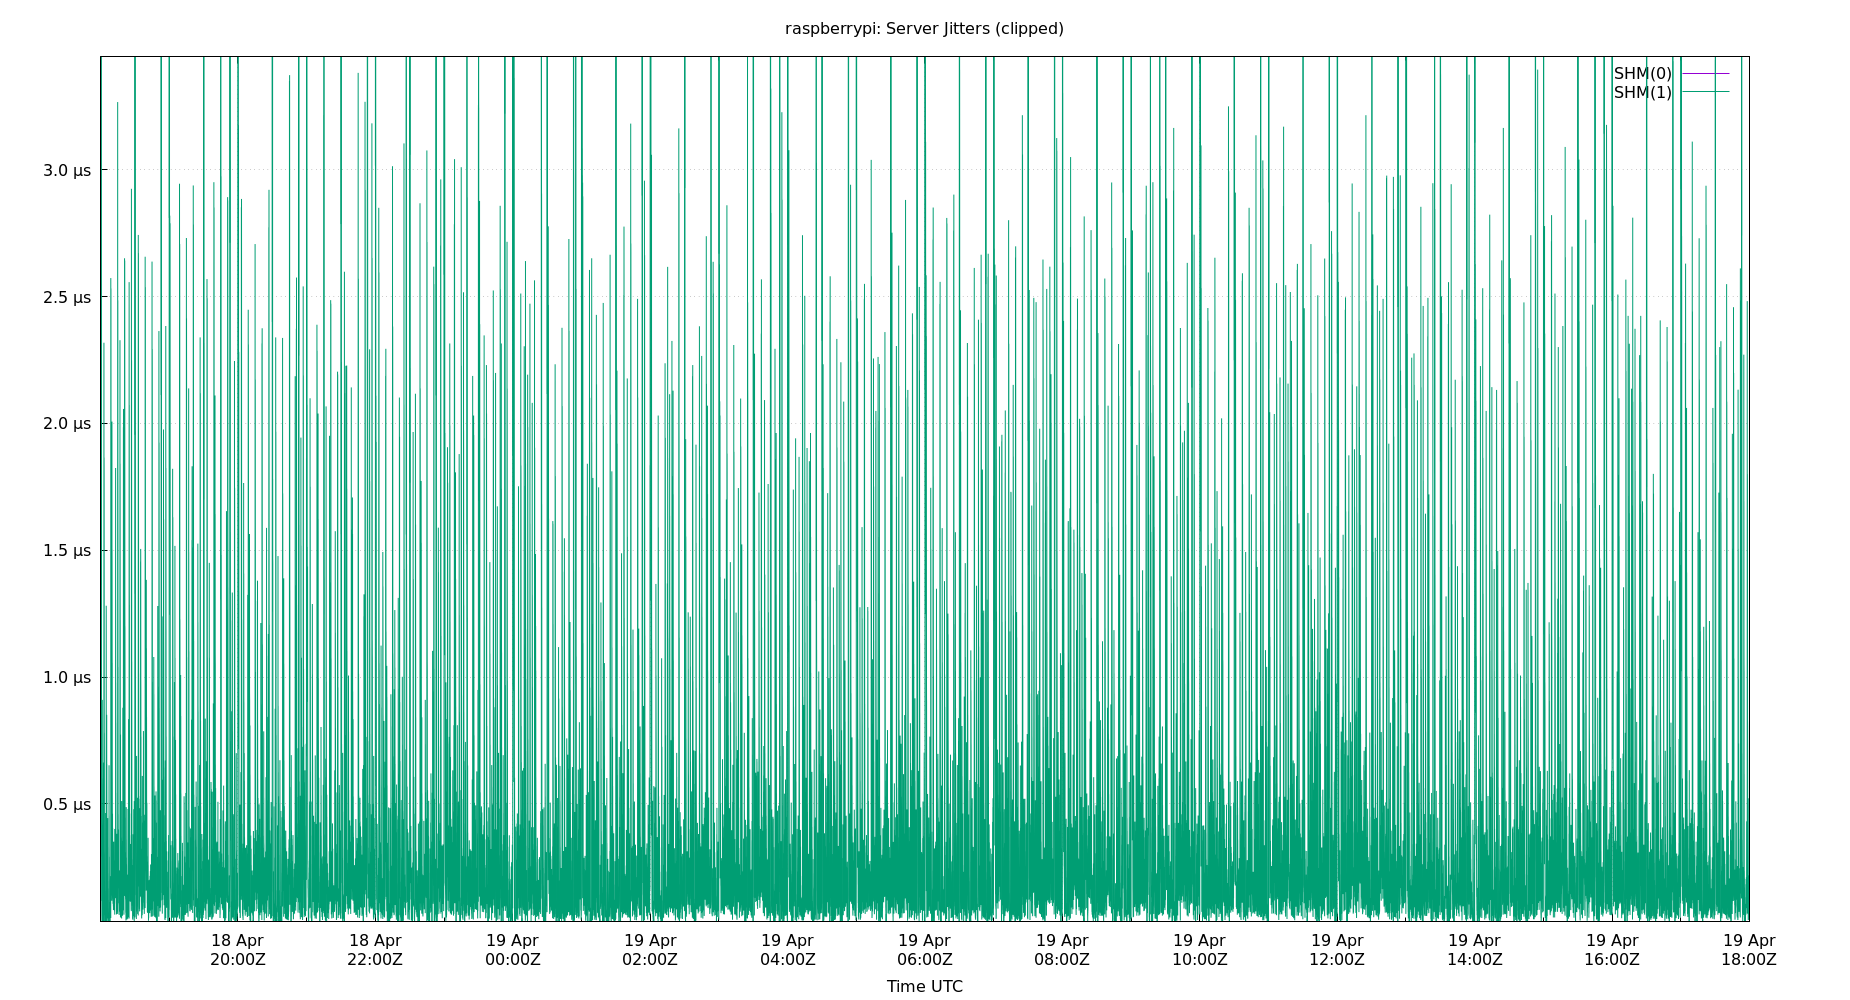 raspberrypi: Server Jitters (clipped)
SHM(0)
SHM(1)
3.0 µs
2.5 µs
2.0 µs
1.5 µs
1.0 µs
0.5 µs
18 Apr 18 Apr 19 Apr 19 Apr 19 Apr 19 Apr 19 Apr 19 Apr 19 Apr 19 Apr 19 Apr 19 Apr
20:00Z 22:00Z 00:00Z 02:00Z 04:00Z 06:00Z 08:00Z 10:00Z 12:00Z 14:00Z 16:00Z 18:00Z
Time UTC